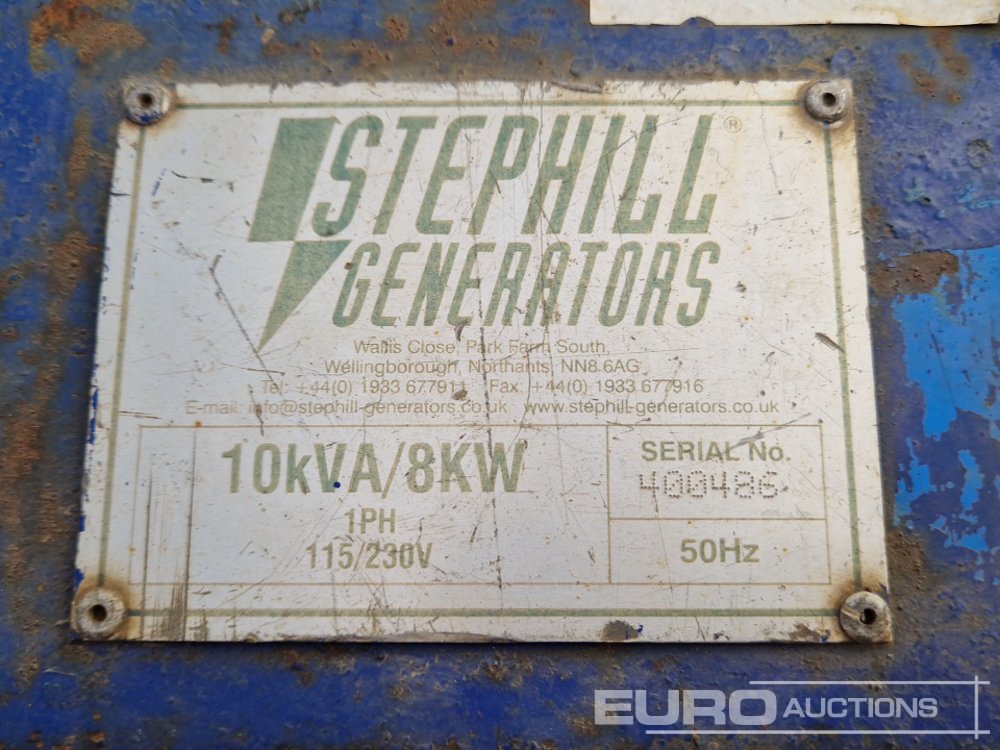 STEPHILL®
GENERATORS
Wallis Close, Park Farm South,
Wellingborough, Northants, NN8 6AG
Tel: +44(0) 1933 677911 Fax: +44(0) 1933 677916
E-mail: info@stephill-generators.co.uk www.stephill-generators.co.uk
10kVA/8KW
1PH
115/230V
SERIAL No.
400486
50Hz
EURO AUCTIONS